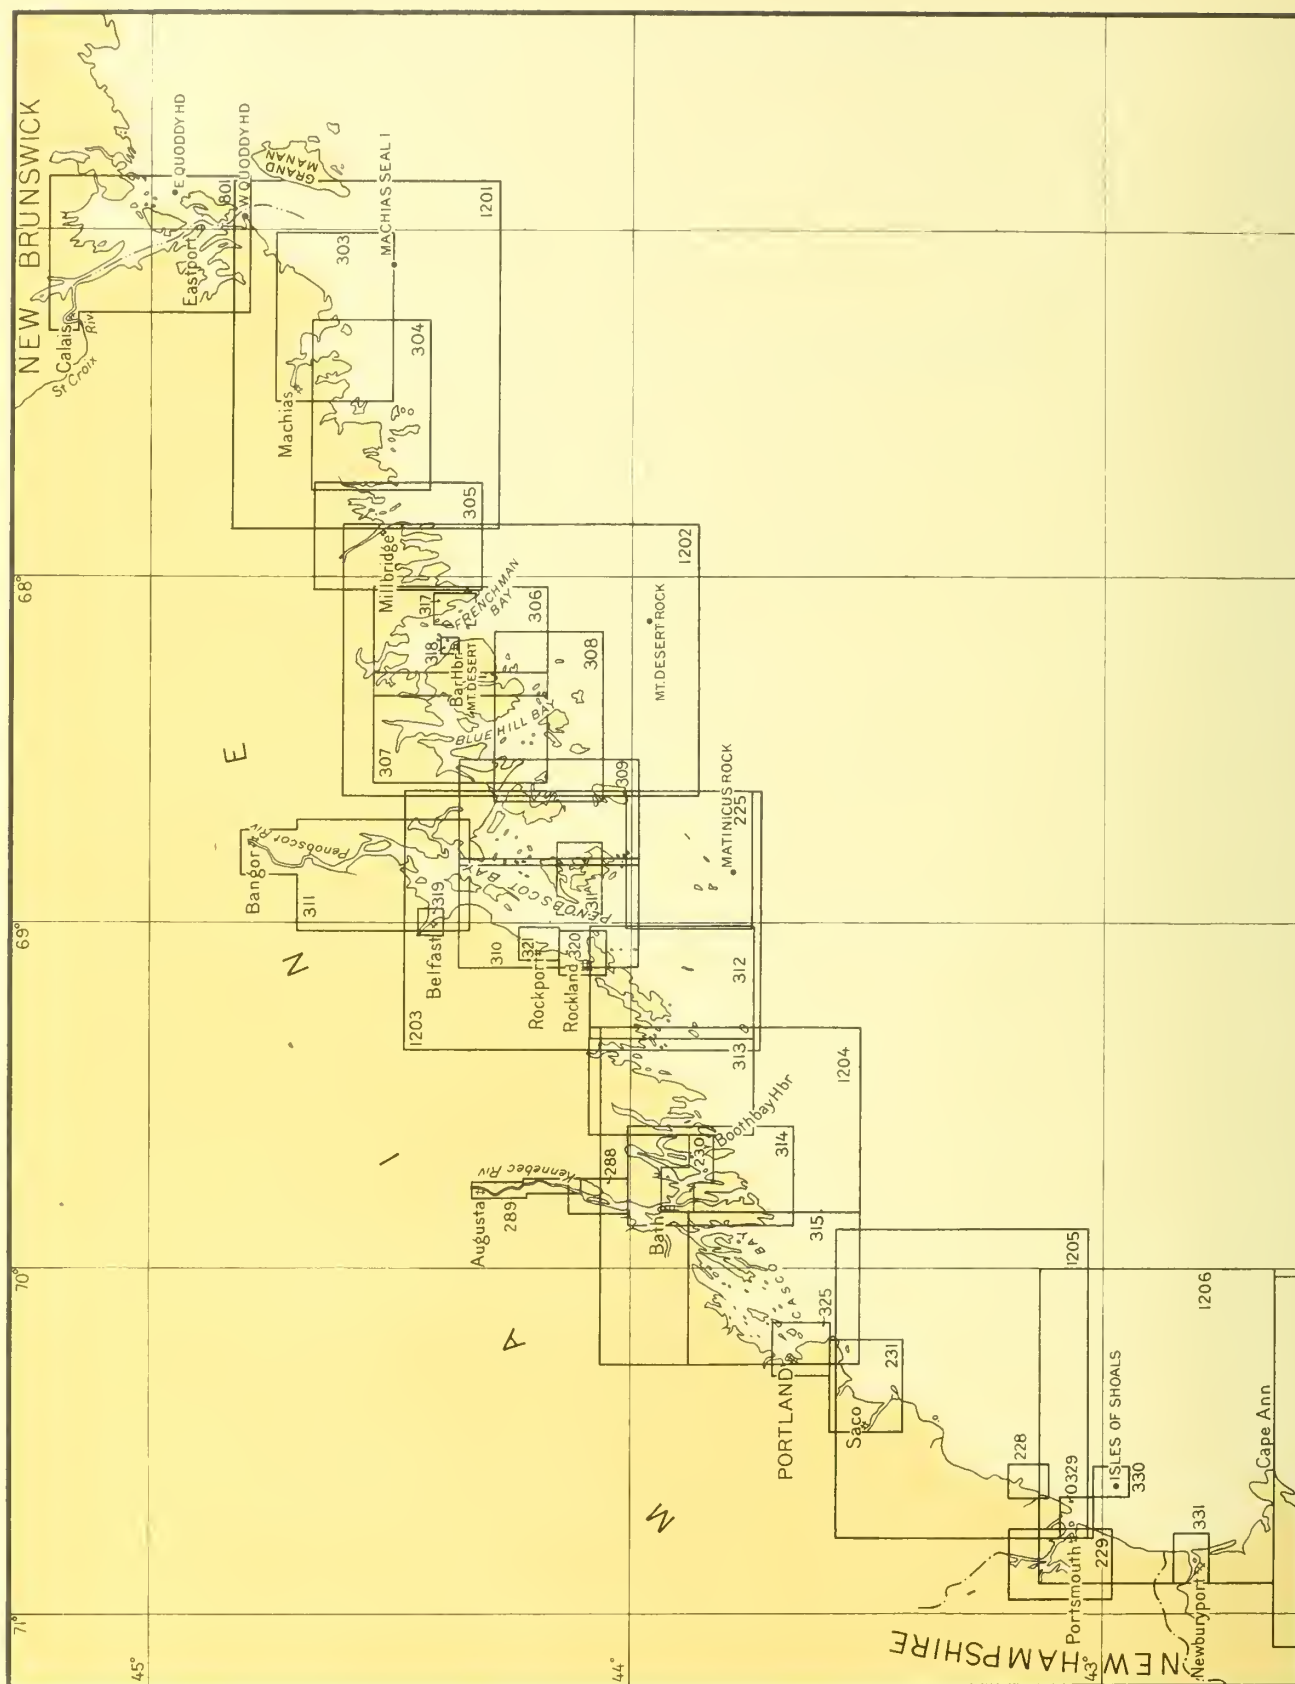 NEW BRUNSWICK
St Croix
Riv
Calais
Eastport
E QUODDY HD
W QUODDY HD
801
GRAND
MANAN
MACHIAS SEAL I
1201
303
304
Machias
305
Millbridge
1202
68°
317
FRENCHMAN
BAY
306
318
Bar Hbr
MT. DESERT
308
MT. DESERT ROCK
307
BLUE HILL BAY
309
MATINICUS ROCK
225
M A I N E
Bangor
Penobscot Riv
311
Belfast
319
PENOBSCOT BAY
311
69°
310
Rockport
321
Rockland
320
312
1203
313
1204
Boothbay Hbr
314
230
288
Kennebec Riv
Augusta
289
Bath
315
CASCO BAY
70°
325
PORTLAND
1205
1206
231
Saco
ISLES OF SHOALS
330
228
329
Cape Ann
331
Portsmouth
229
Newburyport
NEW HAMPSHIRE
71°
45°
44°
43°